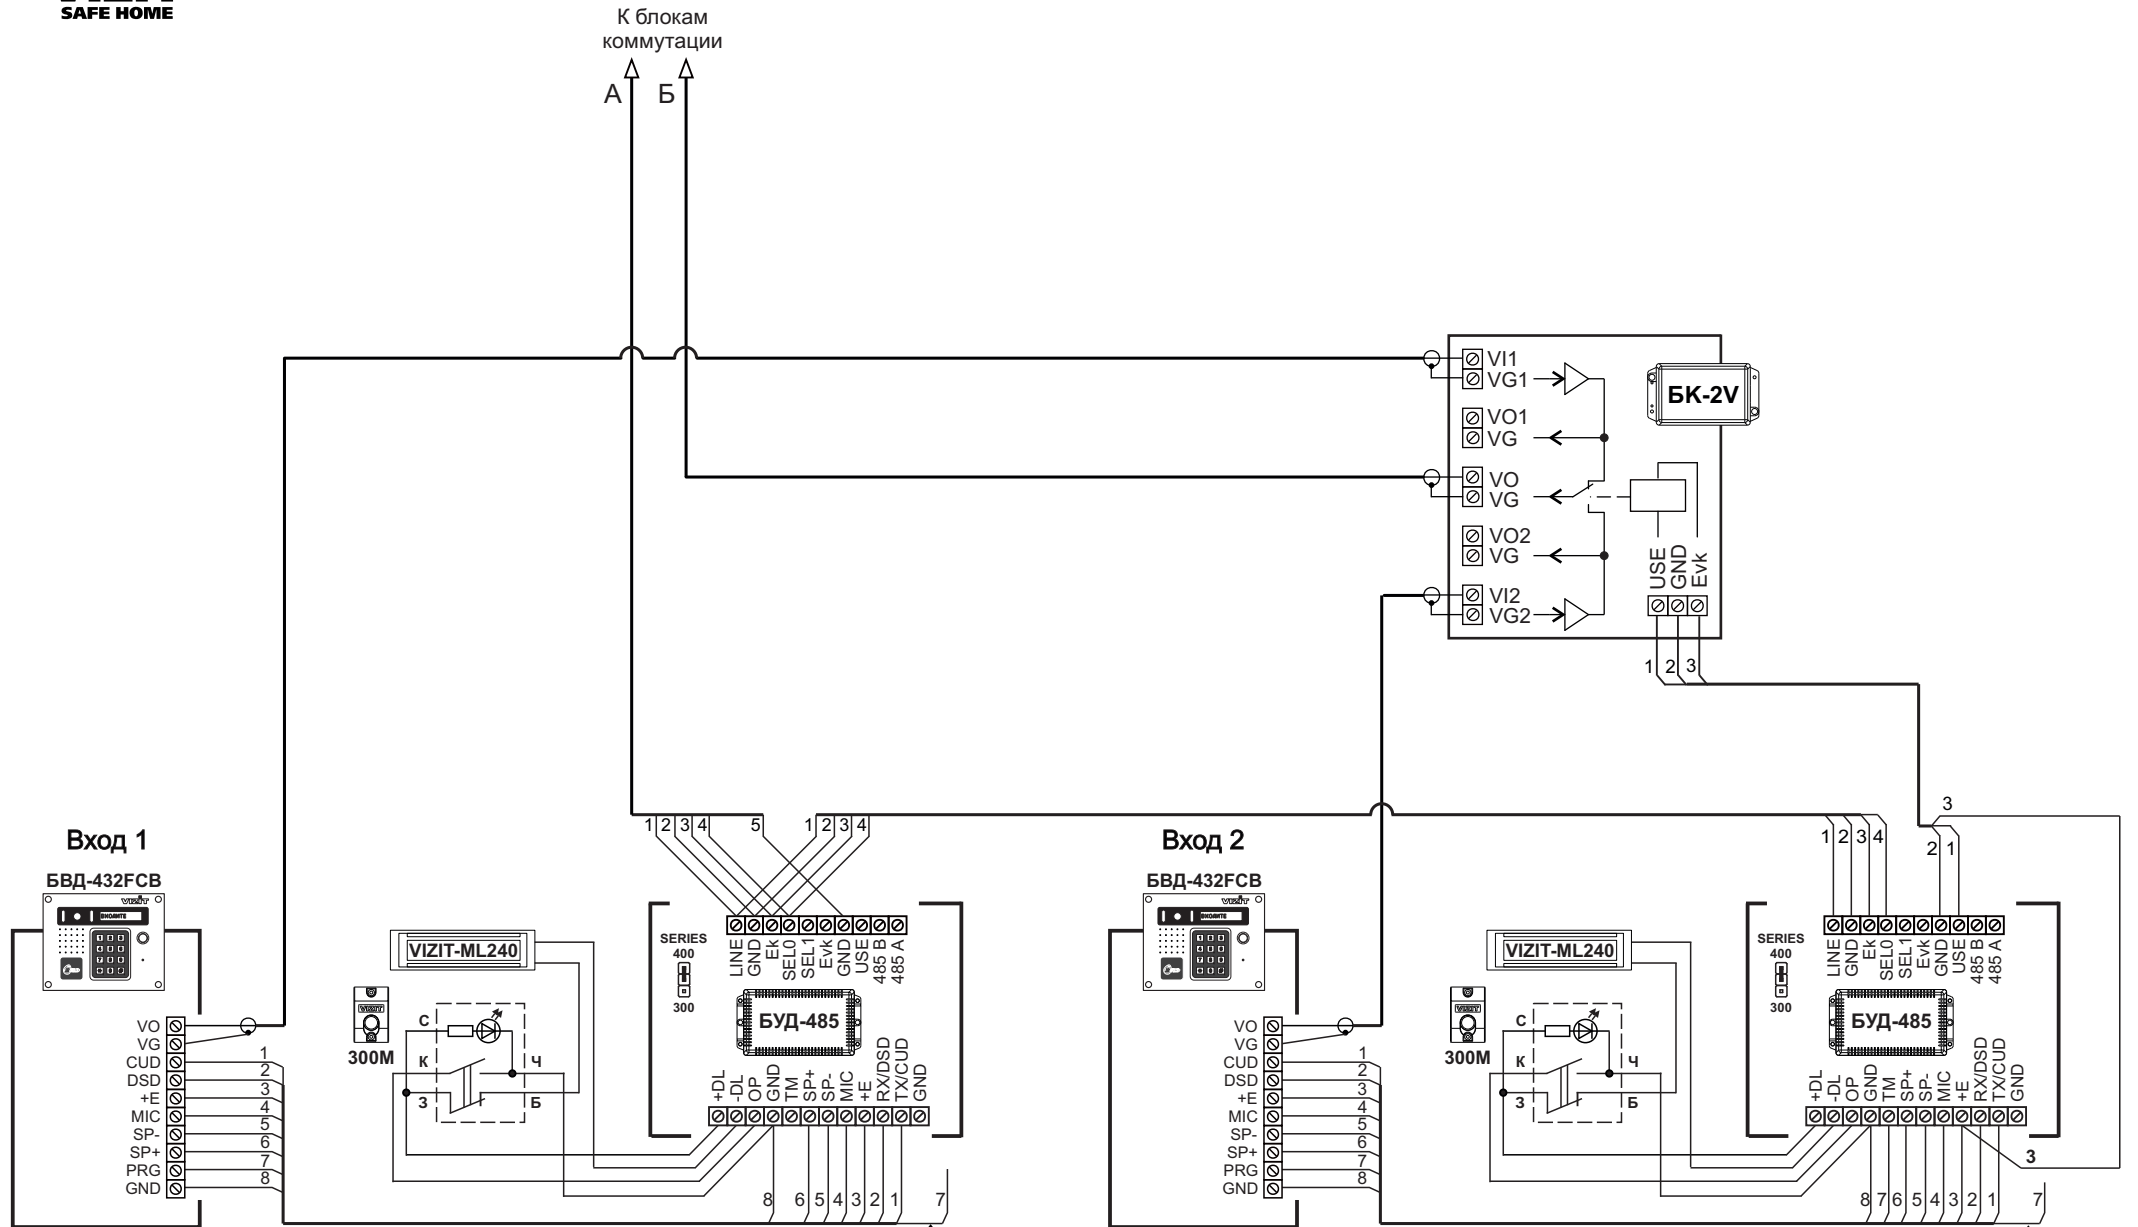 SAFE HOME
К блокам
коммутации
А Б
VI1
VG1
VO1
VG
VO
VG
VO2
VG
VI2
VG2
БК-2V
USE
GND
Evk
1 2 3
Вход 1
БВД-432FCB
VIZIT
VO
VG
CUD
DSD
+E
MIC
SP-
SP+
PRG
GND
1
2
3
4
5
6
7
8
VIZIT-ML240
300M
С
К
З
Ч
Б
1 2 3 4 5 1 2 3 4
SERIES
400
300
LINE
GND
Ek
SEL0
SEL1
Evk
GND
USE
485 B
485 A
БУД-485
+DL
-DL
OP
GND
TM
SP+
SP-
MIC
+E
RX/DSD
TX/CUD
GND
8 6 5 4 3 2 1 7
Вход 2
БВД-432FCB
VIZIT
VO
VG
CUD
DSD
+E
MIC
SP-
SP+
PRG
GND
1
2
3
4
5
6
7
8
VIZIT-ML240
300M
С
К
З
Ч
Б
3
1 2 3 4 2 1
SERIES
400
300
LINE
GND
Ek
SEL0
SEL1
Evk
GND
USE
485 B
485 A
БУД-485
+DL
-DL
OP
GND
TM
SP+
SP-
MIC
+E
RX/DSD
TX/CUD
GND
3
8 7 6 5 4 3 2 1 7